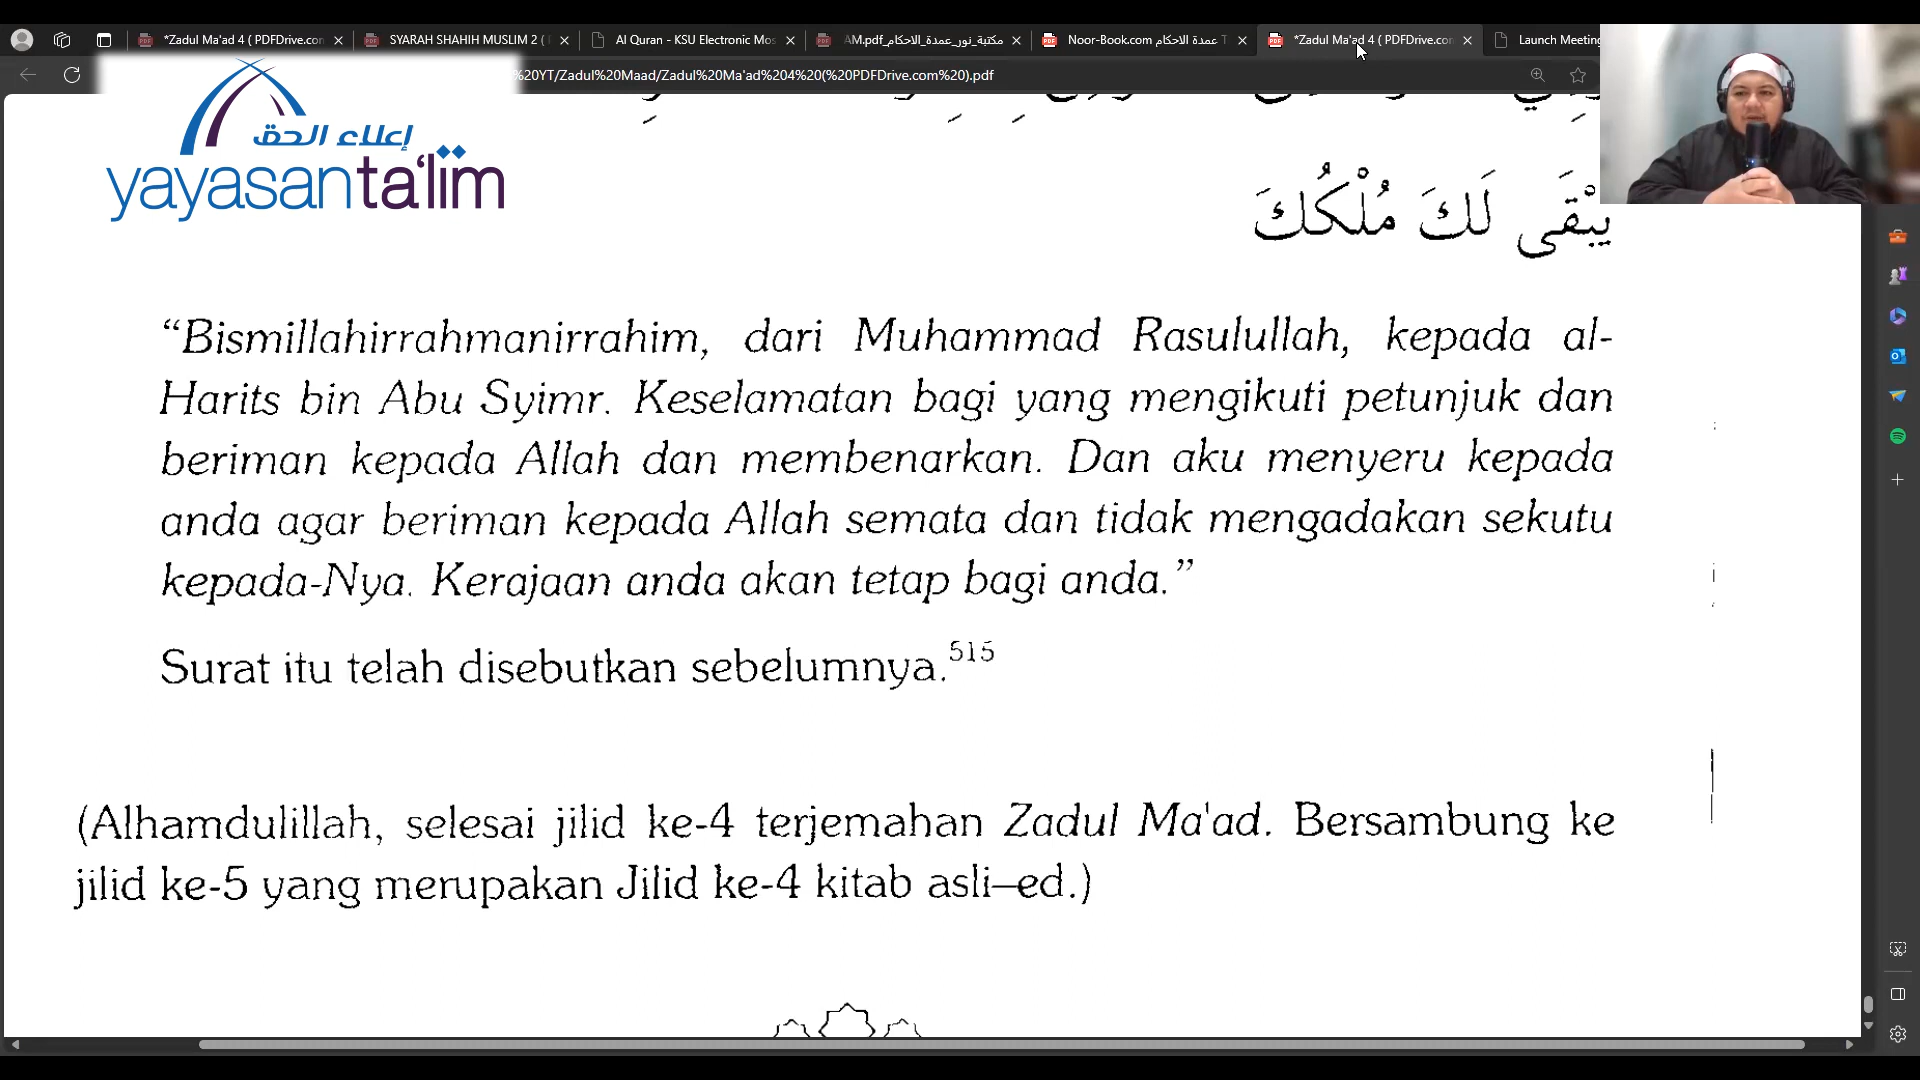 *Zadul Ma'ad 4 ( PDFDrive.con
SYARAH SHAHIH MUSLIM 2 (
Al Quran - KSU Electronic Mos
مكتبة_نور_عمدة_الاحكام_AM.pdf
Noor-Book.com عمدة الاحكام T
*Zadul Ma'ad 4 ( PDFDrive.con
Launch Meeting
%20YT/Zadul%20Maad/Zadul%20Ma'ad%204%20(%20PDFDrive.com%20).pdf
إعلاء الحق
yayasanta'lim
يَبْقَى لَكَ مُلْكُكَ
“Bismillahirrahmanirrahim, dari Muhammad Rasulullah, kepada al-
Harits bin Abu Syimr. Keselamatan bagi yang mengikuti petunjuk dan
beriman kepada Allah dan membenarkan. Dan aku menyeru kepada
anda agar beriman kepada Allah semata dan tidak mengadakan sekutu
kepada-Nya. Kerajaan anda akan tetap bagi anda.”
Surat itu telah disebutkan sebelumnya.515
(Alhamdulillah, selesai jilid ke-4 terjemahan Zadul Ma'ad. Bersambung ke
jilid ke-5 yang merupakan Jilid ke-4 kitab asli—ed.)